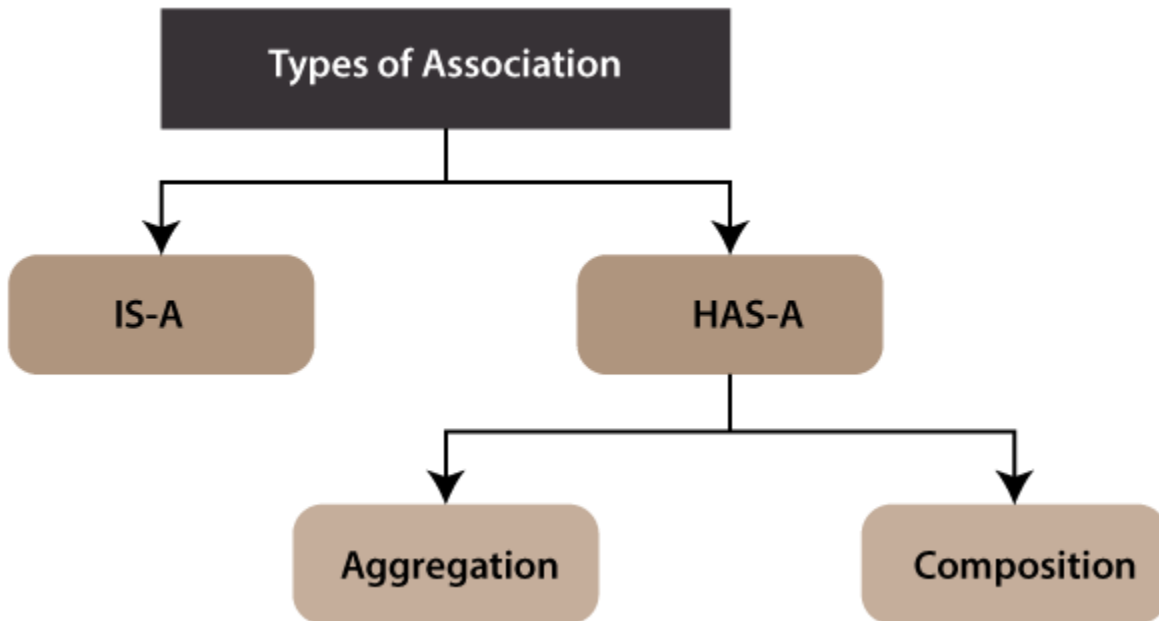 Types of Association
IS-A
HAS-A
Aggregation
Composition